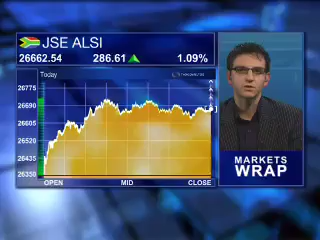 JSE ALSI
26662.54 286.61 1.09%
Today
26775
26690
26605
26520
26435
26350
OPEN MID CLOSE
MARKETS
WRAP